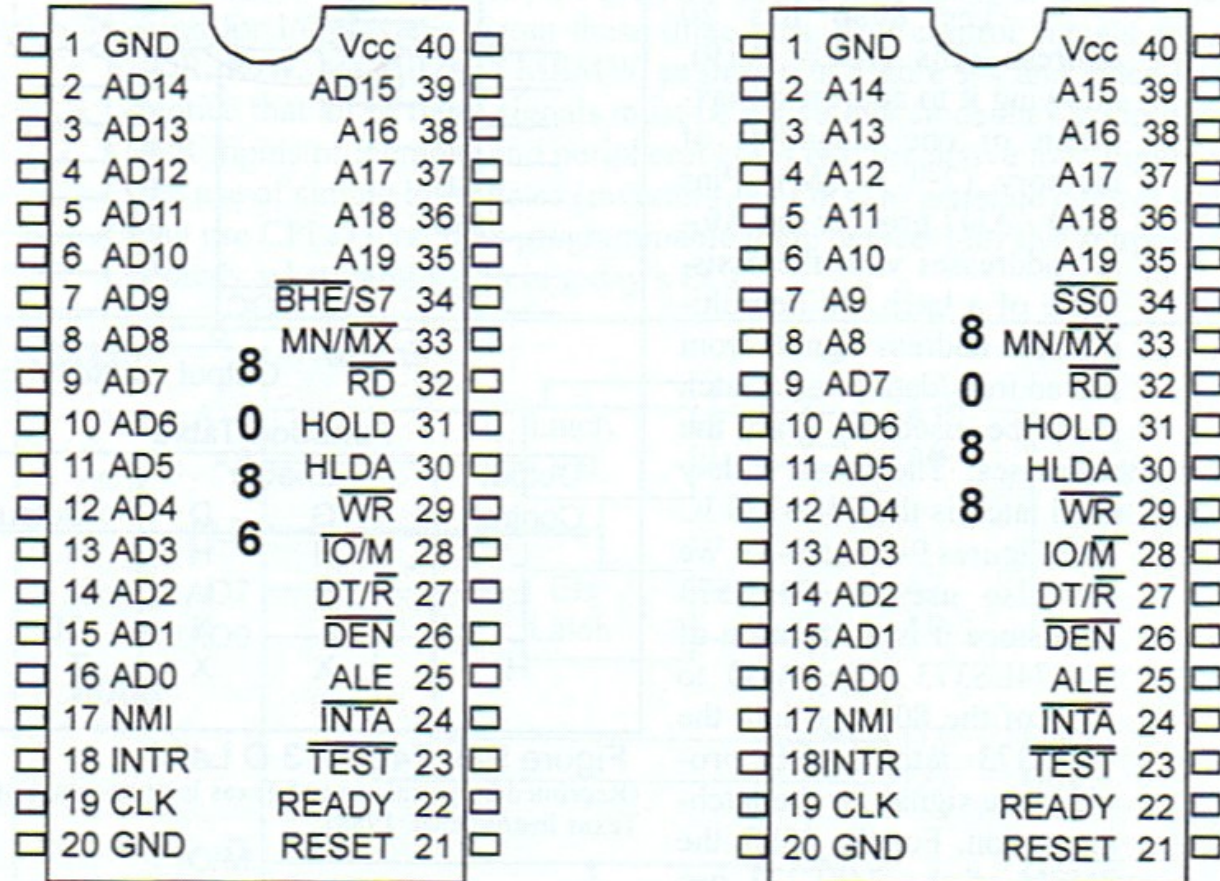 1 GND Vcc 40
2 AD14 AD15 39
3 AD13 A16 38
4 AD12 A17 37
5 AD11 A18 36
6 AD10 A19 35
7 AD9 BHE/S7 34
8 AD8 MN/MX 33
9 AD7 RD 32
10 AD6 HOLD 31
11 AD5 HLDA 30
12 AD4 WR 29
13 AD3 IO/M 28
14 AD2 DT/R 27
15 AD1 DEN 26
16 AD0 ALE 25
17 NMI INTA 24
18 INTR TEST 23
19 CLK READY 22
20 GND RESET 21
8086
1 GND Vcc 40
2 A14 A15 39
3 A13 A16 38
4 A12 A17 37
5 A11 A18 36
6 A10 A19 35
7 A9 SS0 34
8 A8 MN/MX 33
9 AD7 RD 32
10 AD6 HOLD 31
11 AD5 HLDA 30
12 AD4 WR 29
13 AD3 IO/M 28
14 AD2 DT/R 27
15 AD1 DEN 26
16 AD0 ALE 25
17 NMI INTA 24
18INTR TEST 23
19 CLK READY 22
20 GND RESET 21
8088